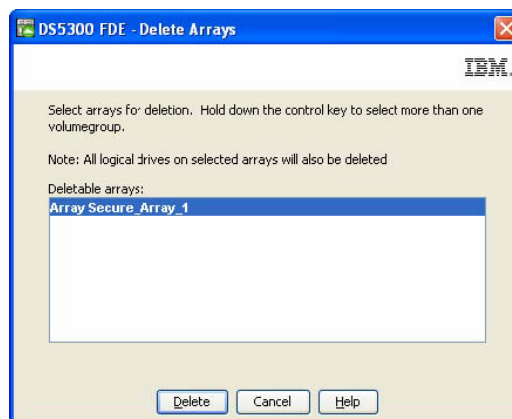 DS5300 FDE - Delete Arrays
IBM.
Select arrays for deletion. Hold down the control key to select more than one
volumegroup.
Note: All logical drives on selected arrays will also be deleted
Deletable arrays:
Array Secure_Array_1
Delete
Cancel
Help